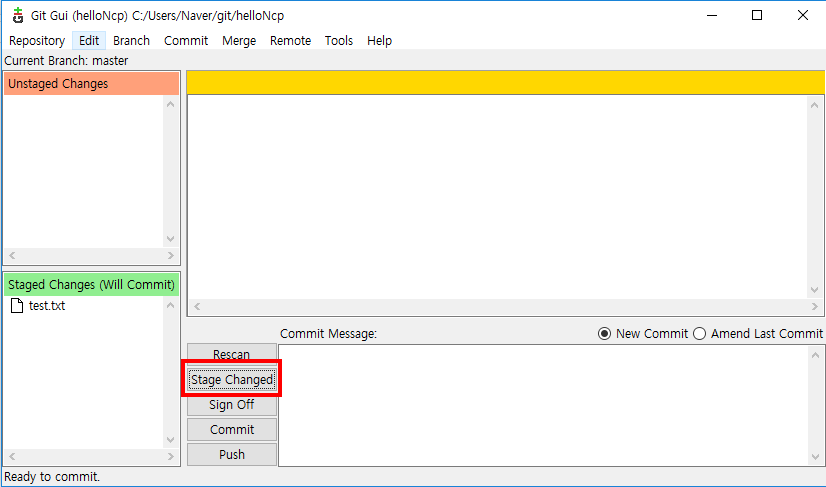 Git Gui (helloNcp) C:/Users/Naver/git/helloNcp
Repository Edit Branch Commit Merge Remote Tools Help
Current Branch: master
Unstaged Changes
Staged Changes (Will Commit)
test.txt
Commit Message:
New Commit Amend Last Commit
Rescan
Stage Changed
Sign Off
Commit
Push
Ready to commit.